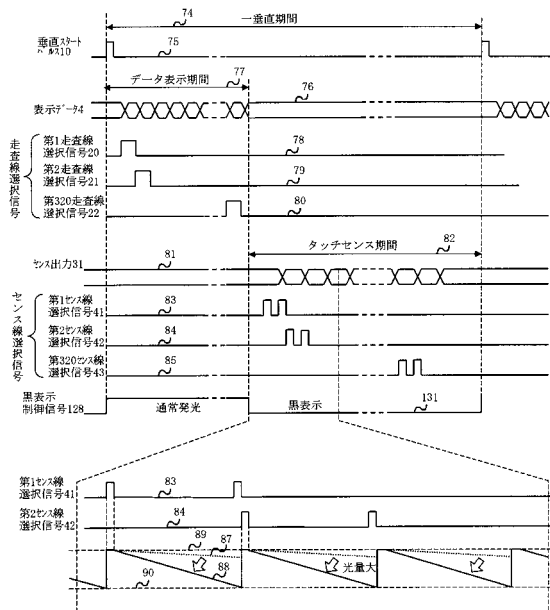 74
一垂直期間
垂直スタート
パルス10
75
77
データ表示期間
76
表示データ4
走査線選択信号
第1走査線
選択信号20
78
第2走査線
選択信号21
79
第320走査線
選択信号22
80
82
タッチセンス期間
センス出力31
81
センス線選択信号
第1センス線
選択信号41
83
第2センス線
選択信号42
84
第320センス線
選択信号43
85
黒表示
制御信号128
通常発光
黒表示
131
第1センス線
選択信号41
83
第2センス線
選択信号42
84
89
87
光量大
90
88